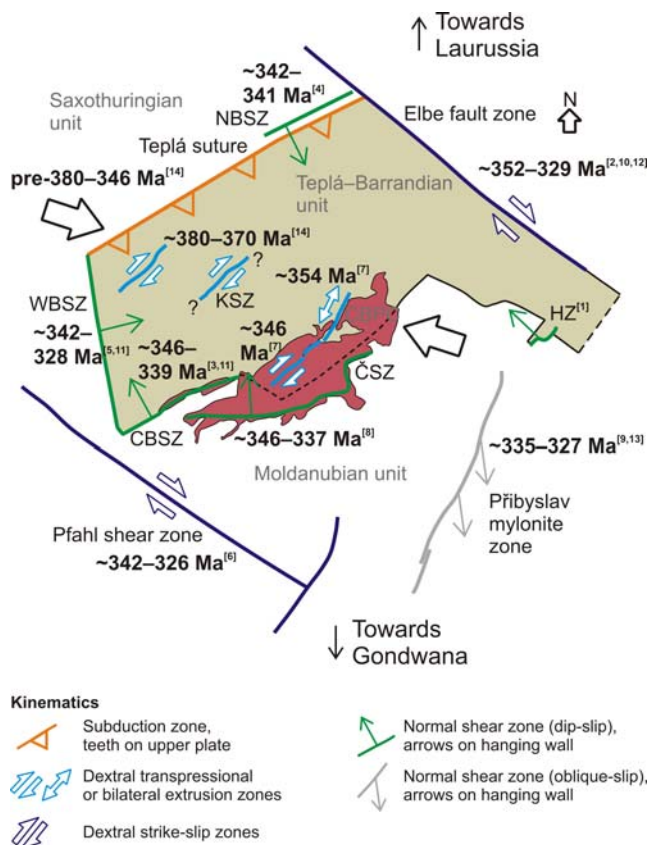 Towards
Laurussia
~342–
341 Ma[4]
Saxothuringian
unit
NBSZ
Elbe fault zone
N
Teplá suture
~352–329 Ma[2,10,12]
pre-380–346 Ma[14]
Teplá–Barrandian
unit
~380–370 Ma[14]
?
~354 Ma[7]
?
KSZ
WBSZ
HZ[1]
~342–
328 Ma[5,11]
~346
Ma[7]
~346–
339 Ma[3,11]
ČSZ
CBSZ
~346–337 Ma[8]
~335–327 Ma[9,13]
Moldanubian unit
Přibyslav
mylonite
zone
Pfahl shear zone
~342–326 Ma[6]
Towards
Gondwana
Kinematics
Subduction zone,
teeth on upper plate
Dextral transpressional
or bilateral extrusion zones
Dextral strike-slip zones
Normal shear zone (dip-slip),
arrows on hanging wall
Normal shear zone (oblique-slip),
arrows on hanging wall